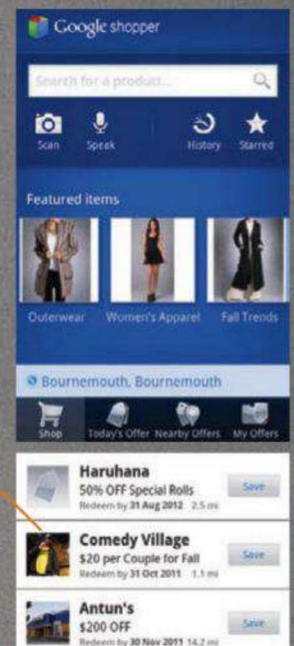 Google shopper
Search for a product...
Scan Speak History Starred
Featured items
Outerwear Women's Apparel Fall Trends
Bournemouth, Bournemouth
Shop Today's Offer Nearby Offers My Offers
Haruhana
50% OFF Special Rolls Save
Redeem by 31 Aug 2012 2.5 mi
Comedy Village
$20 per Couple for Fall Save
Redeem by 31 Oct 2011 1.1 mi
Antun's
$200 OFF Save
Redeem by 30 Nov 2011 14.2 mi